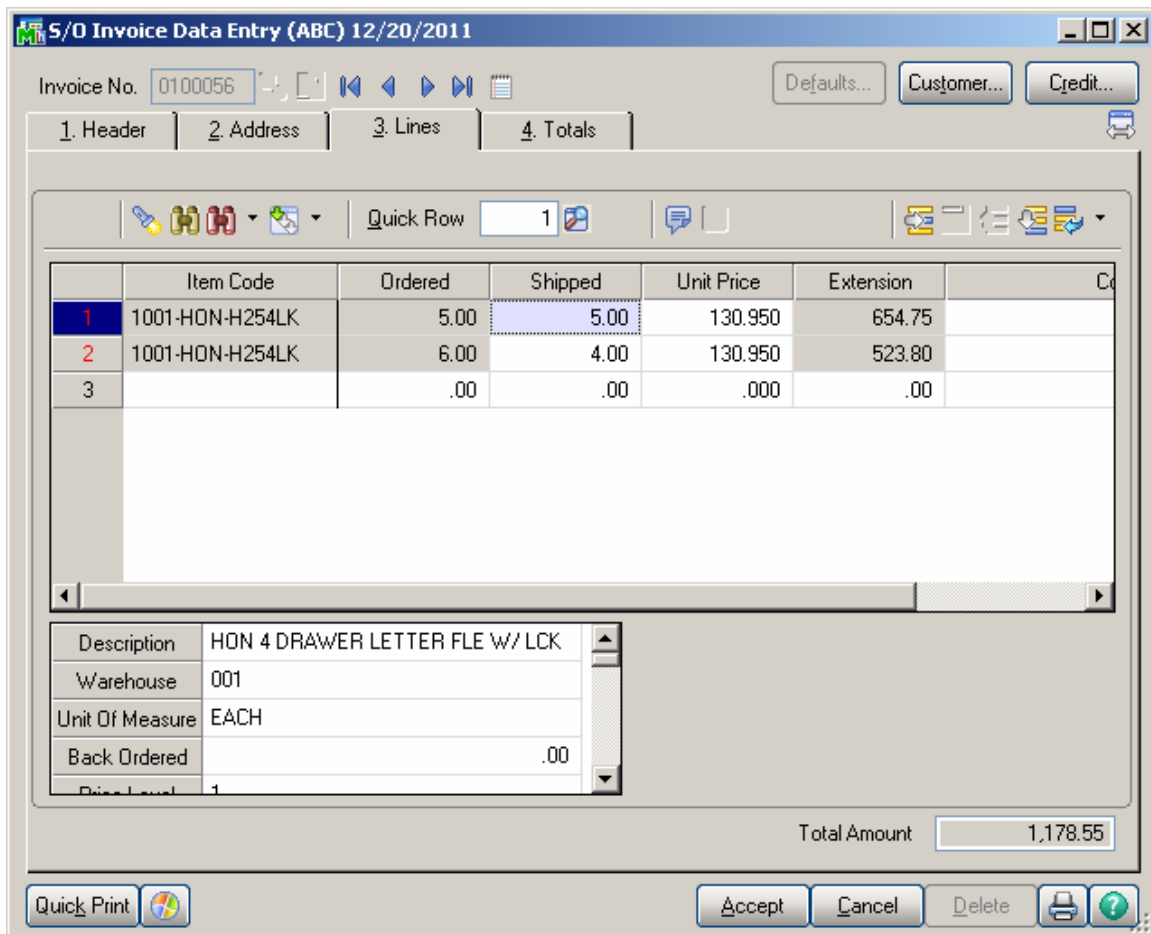 S/O Invoice Data Entry (ABC) 12/20/2011
Invoice No. 0100056 Defaults... Customer... Credit...
1. Header 2. Address 3. Lines 4. Totals
Quick Row 1
Item Code Ordered Shipped Unit Price Extension
1 1001-HON-H254LK 5.00 5.00 130.950 654.75
2 1001-HON-H254LK 6.00 4.00 130.950 523.80
3 .00 .00 .000 .00
Description HON 4 DRAWER LETTER FLE W/ LCK
Warehouse 001
Unit Of Measure EACH
Back Ordered .00
Price Level 1
Total Amount 1,178.55
Quick Print Accept Cancel Delete